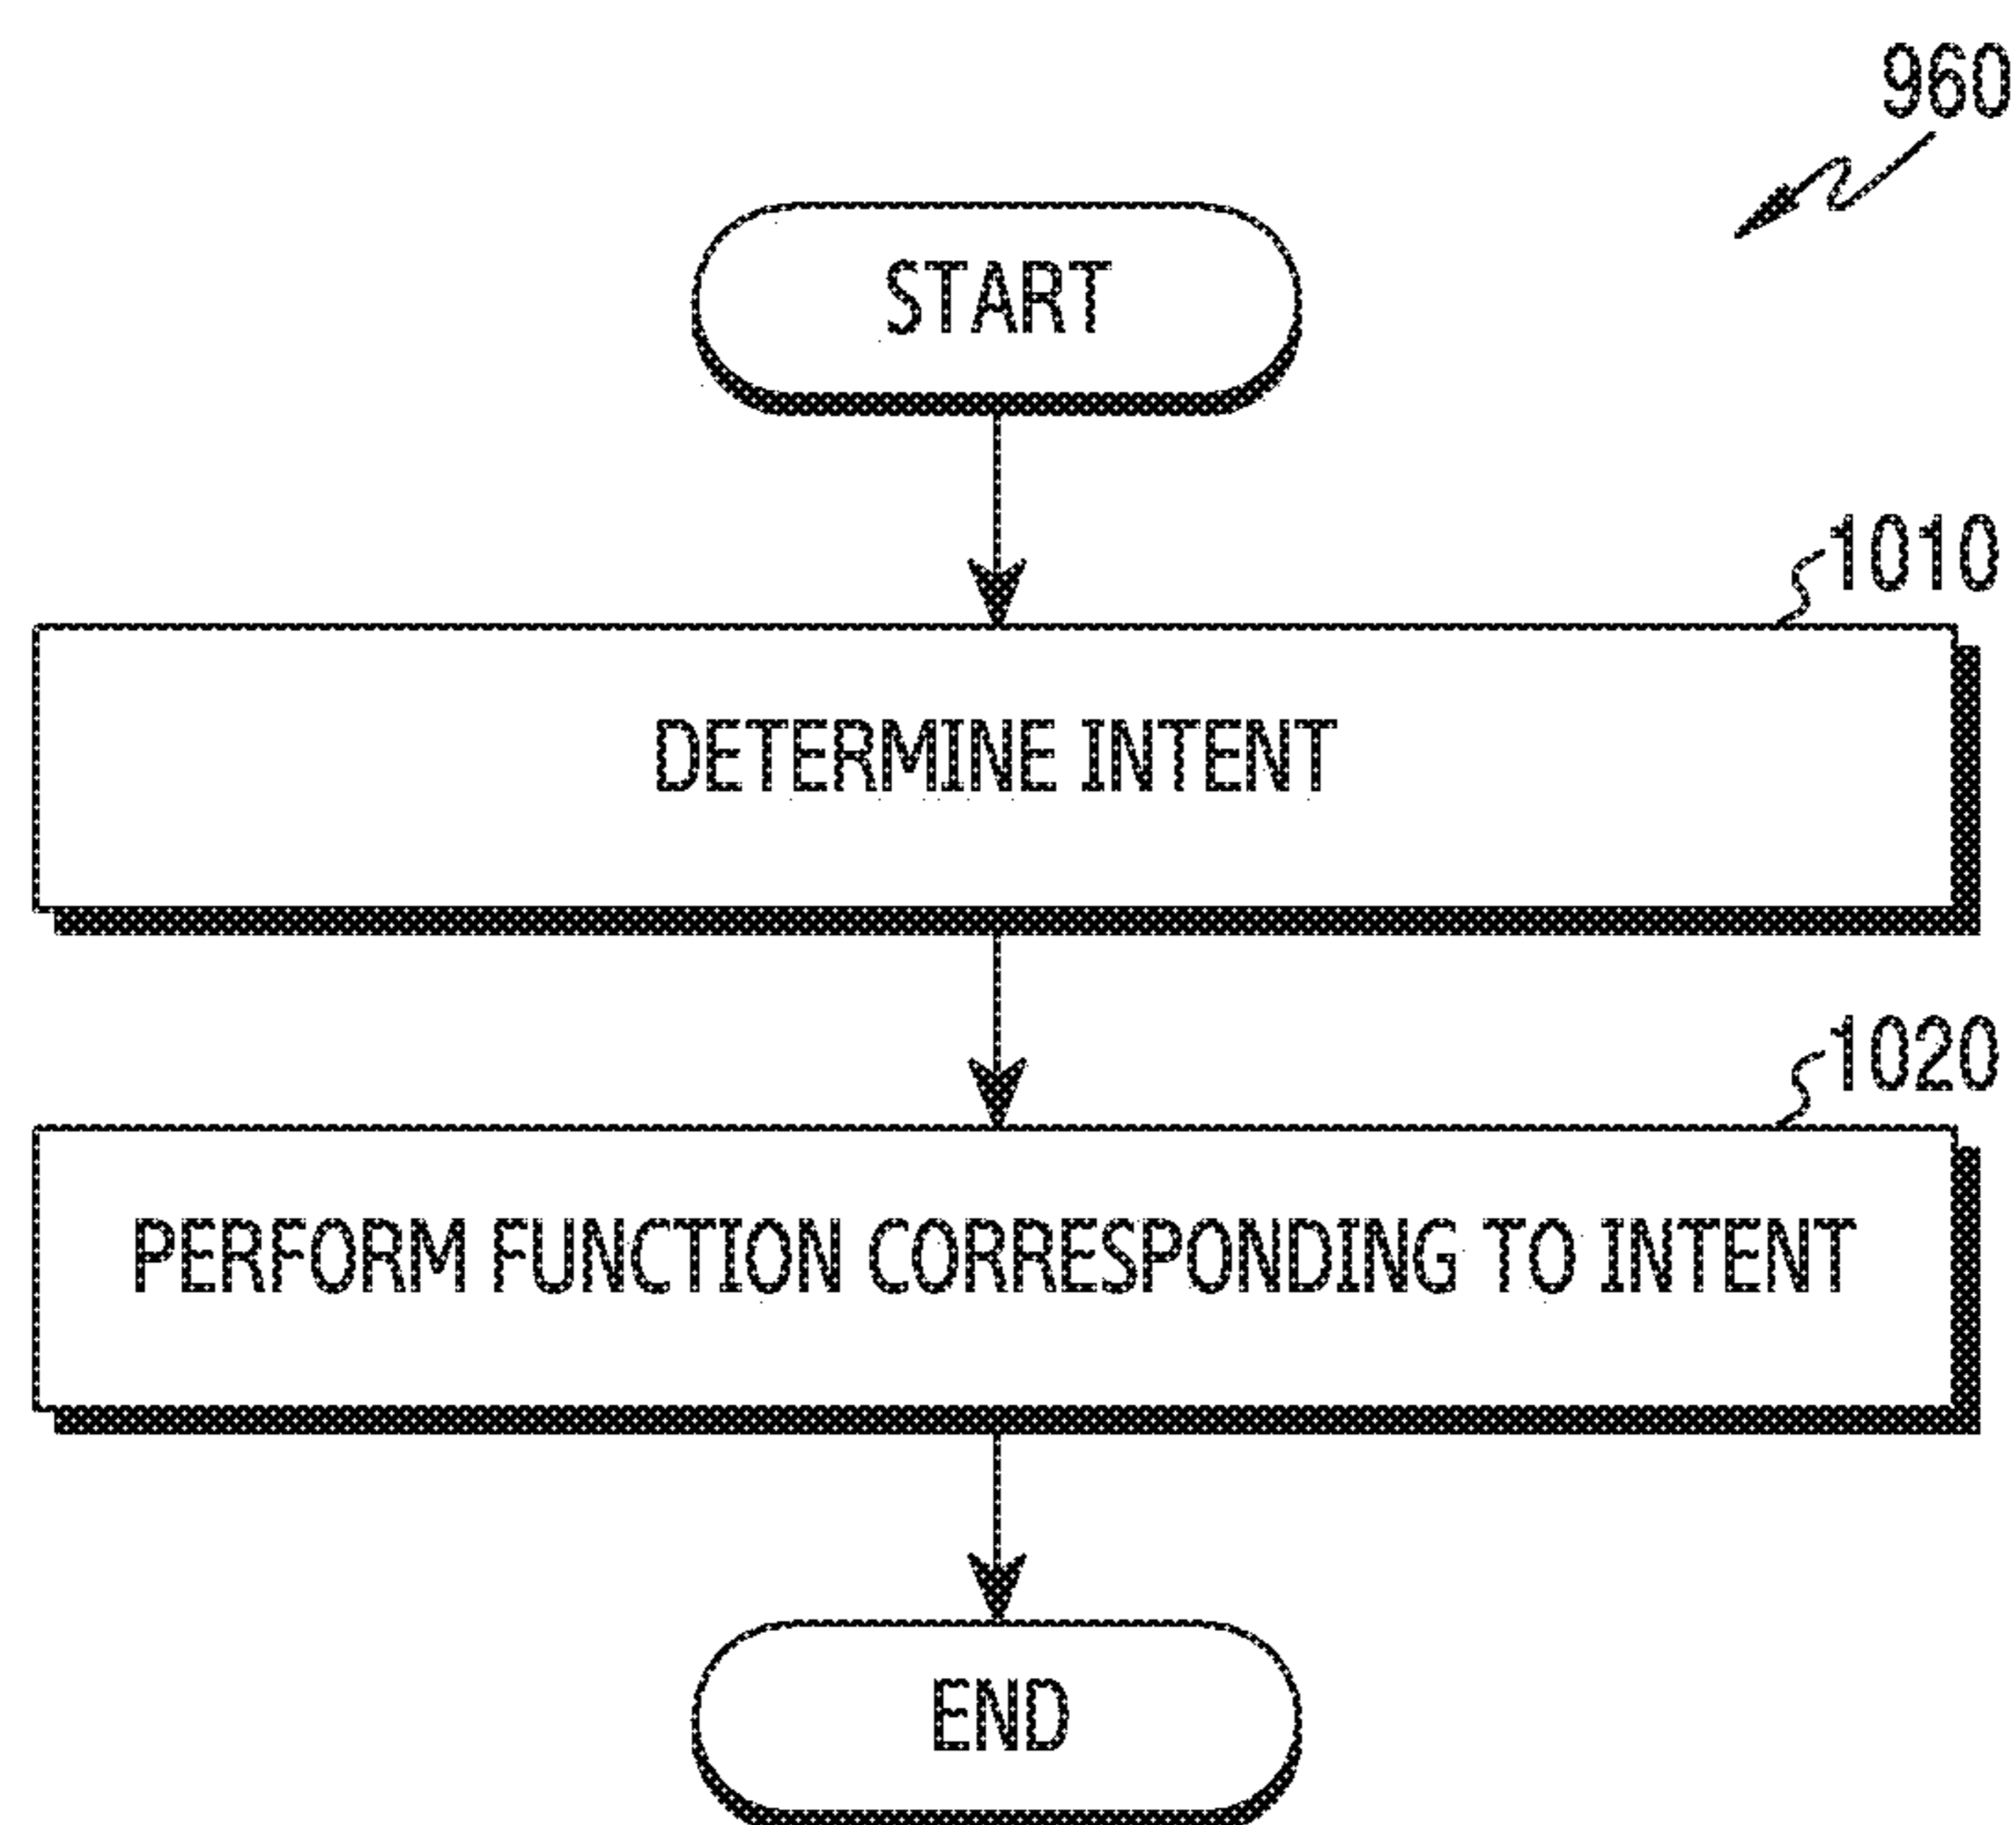 960
START
1010
DETERMINE INTENT
1020
PERFORM FUNCTION CORRESPONDING TO INTENT
END